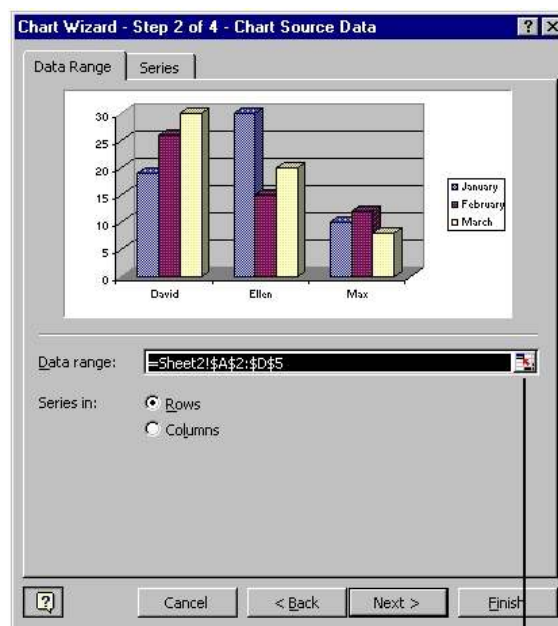 Chart Wizard - Step 2 of 4 - Chart Source Data
Data Range
Series
30
25
20
15
10
5
0
David
Ellen
Max
January
February
March
Data range:
=Sheet2!$A$2:$D$5
Series in:
Rows
Columns
Cancel
< Back
Next >
Finish